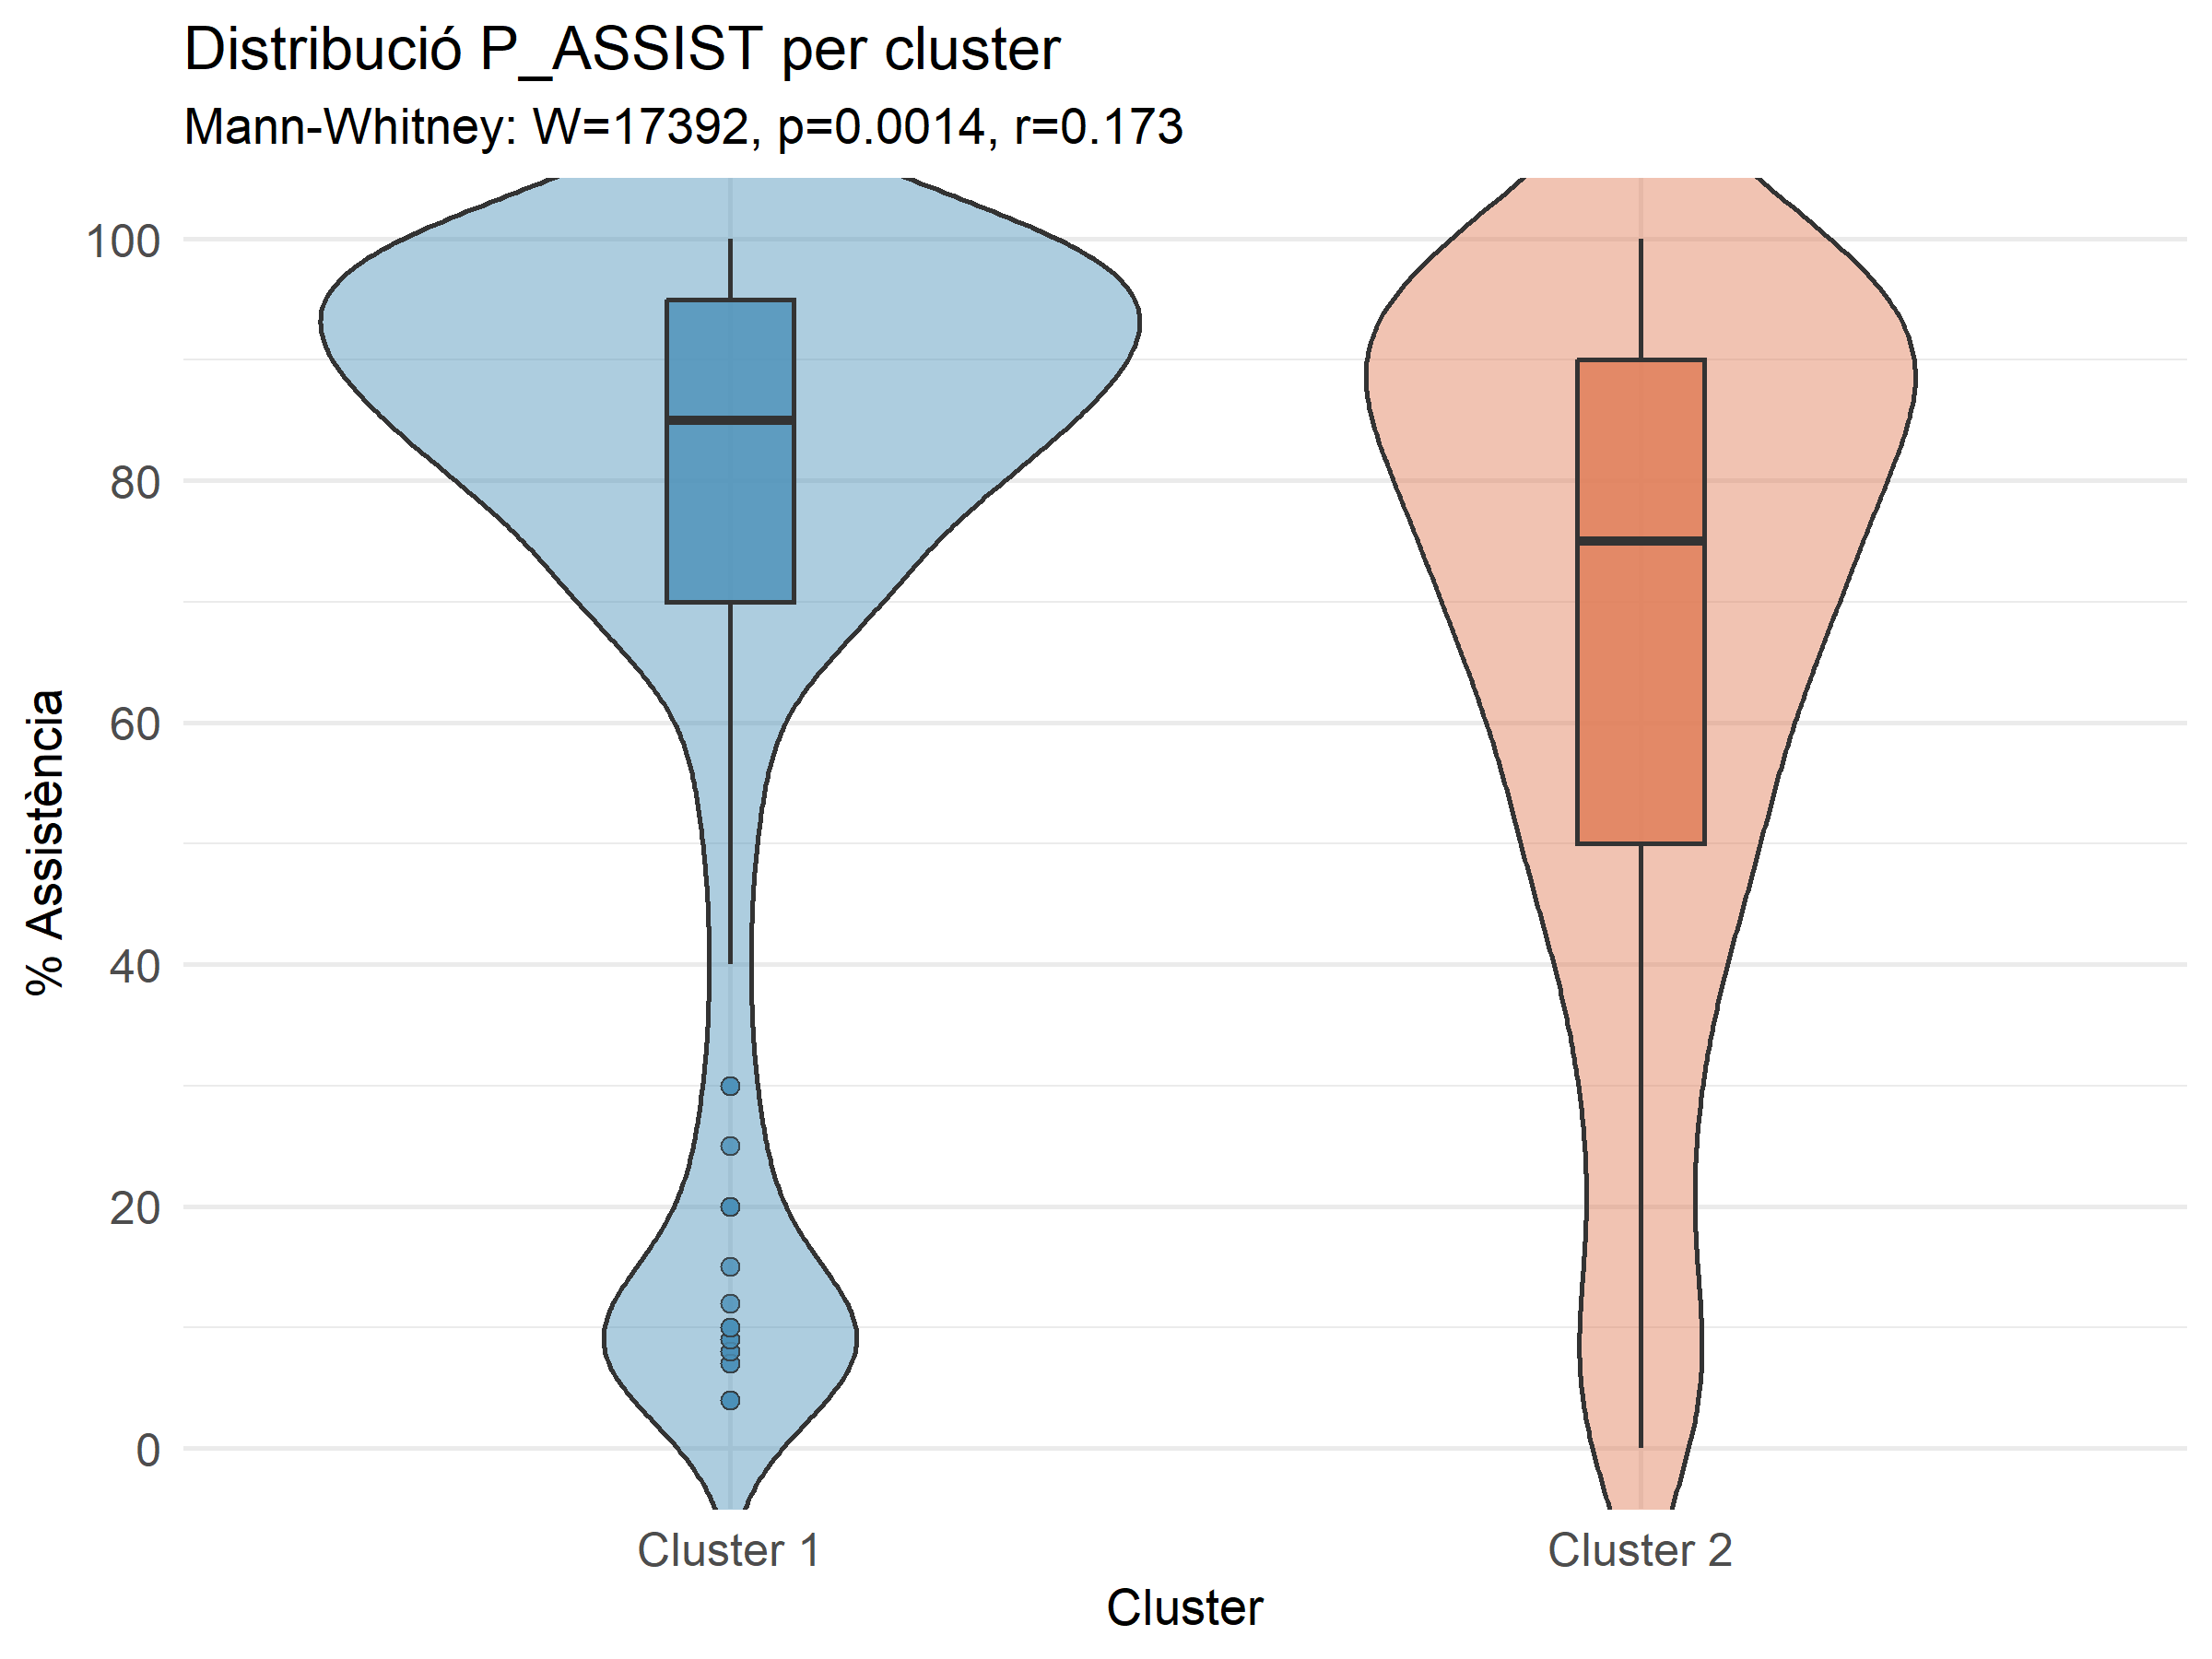 Distribució P_ASSIST per cluster
Mann-Whitney: W=17392, p=0.0014, r=0.173
% Assistència
100
80
60
40
20
0
Cluster 1
Cluster 2
Cluster